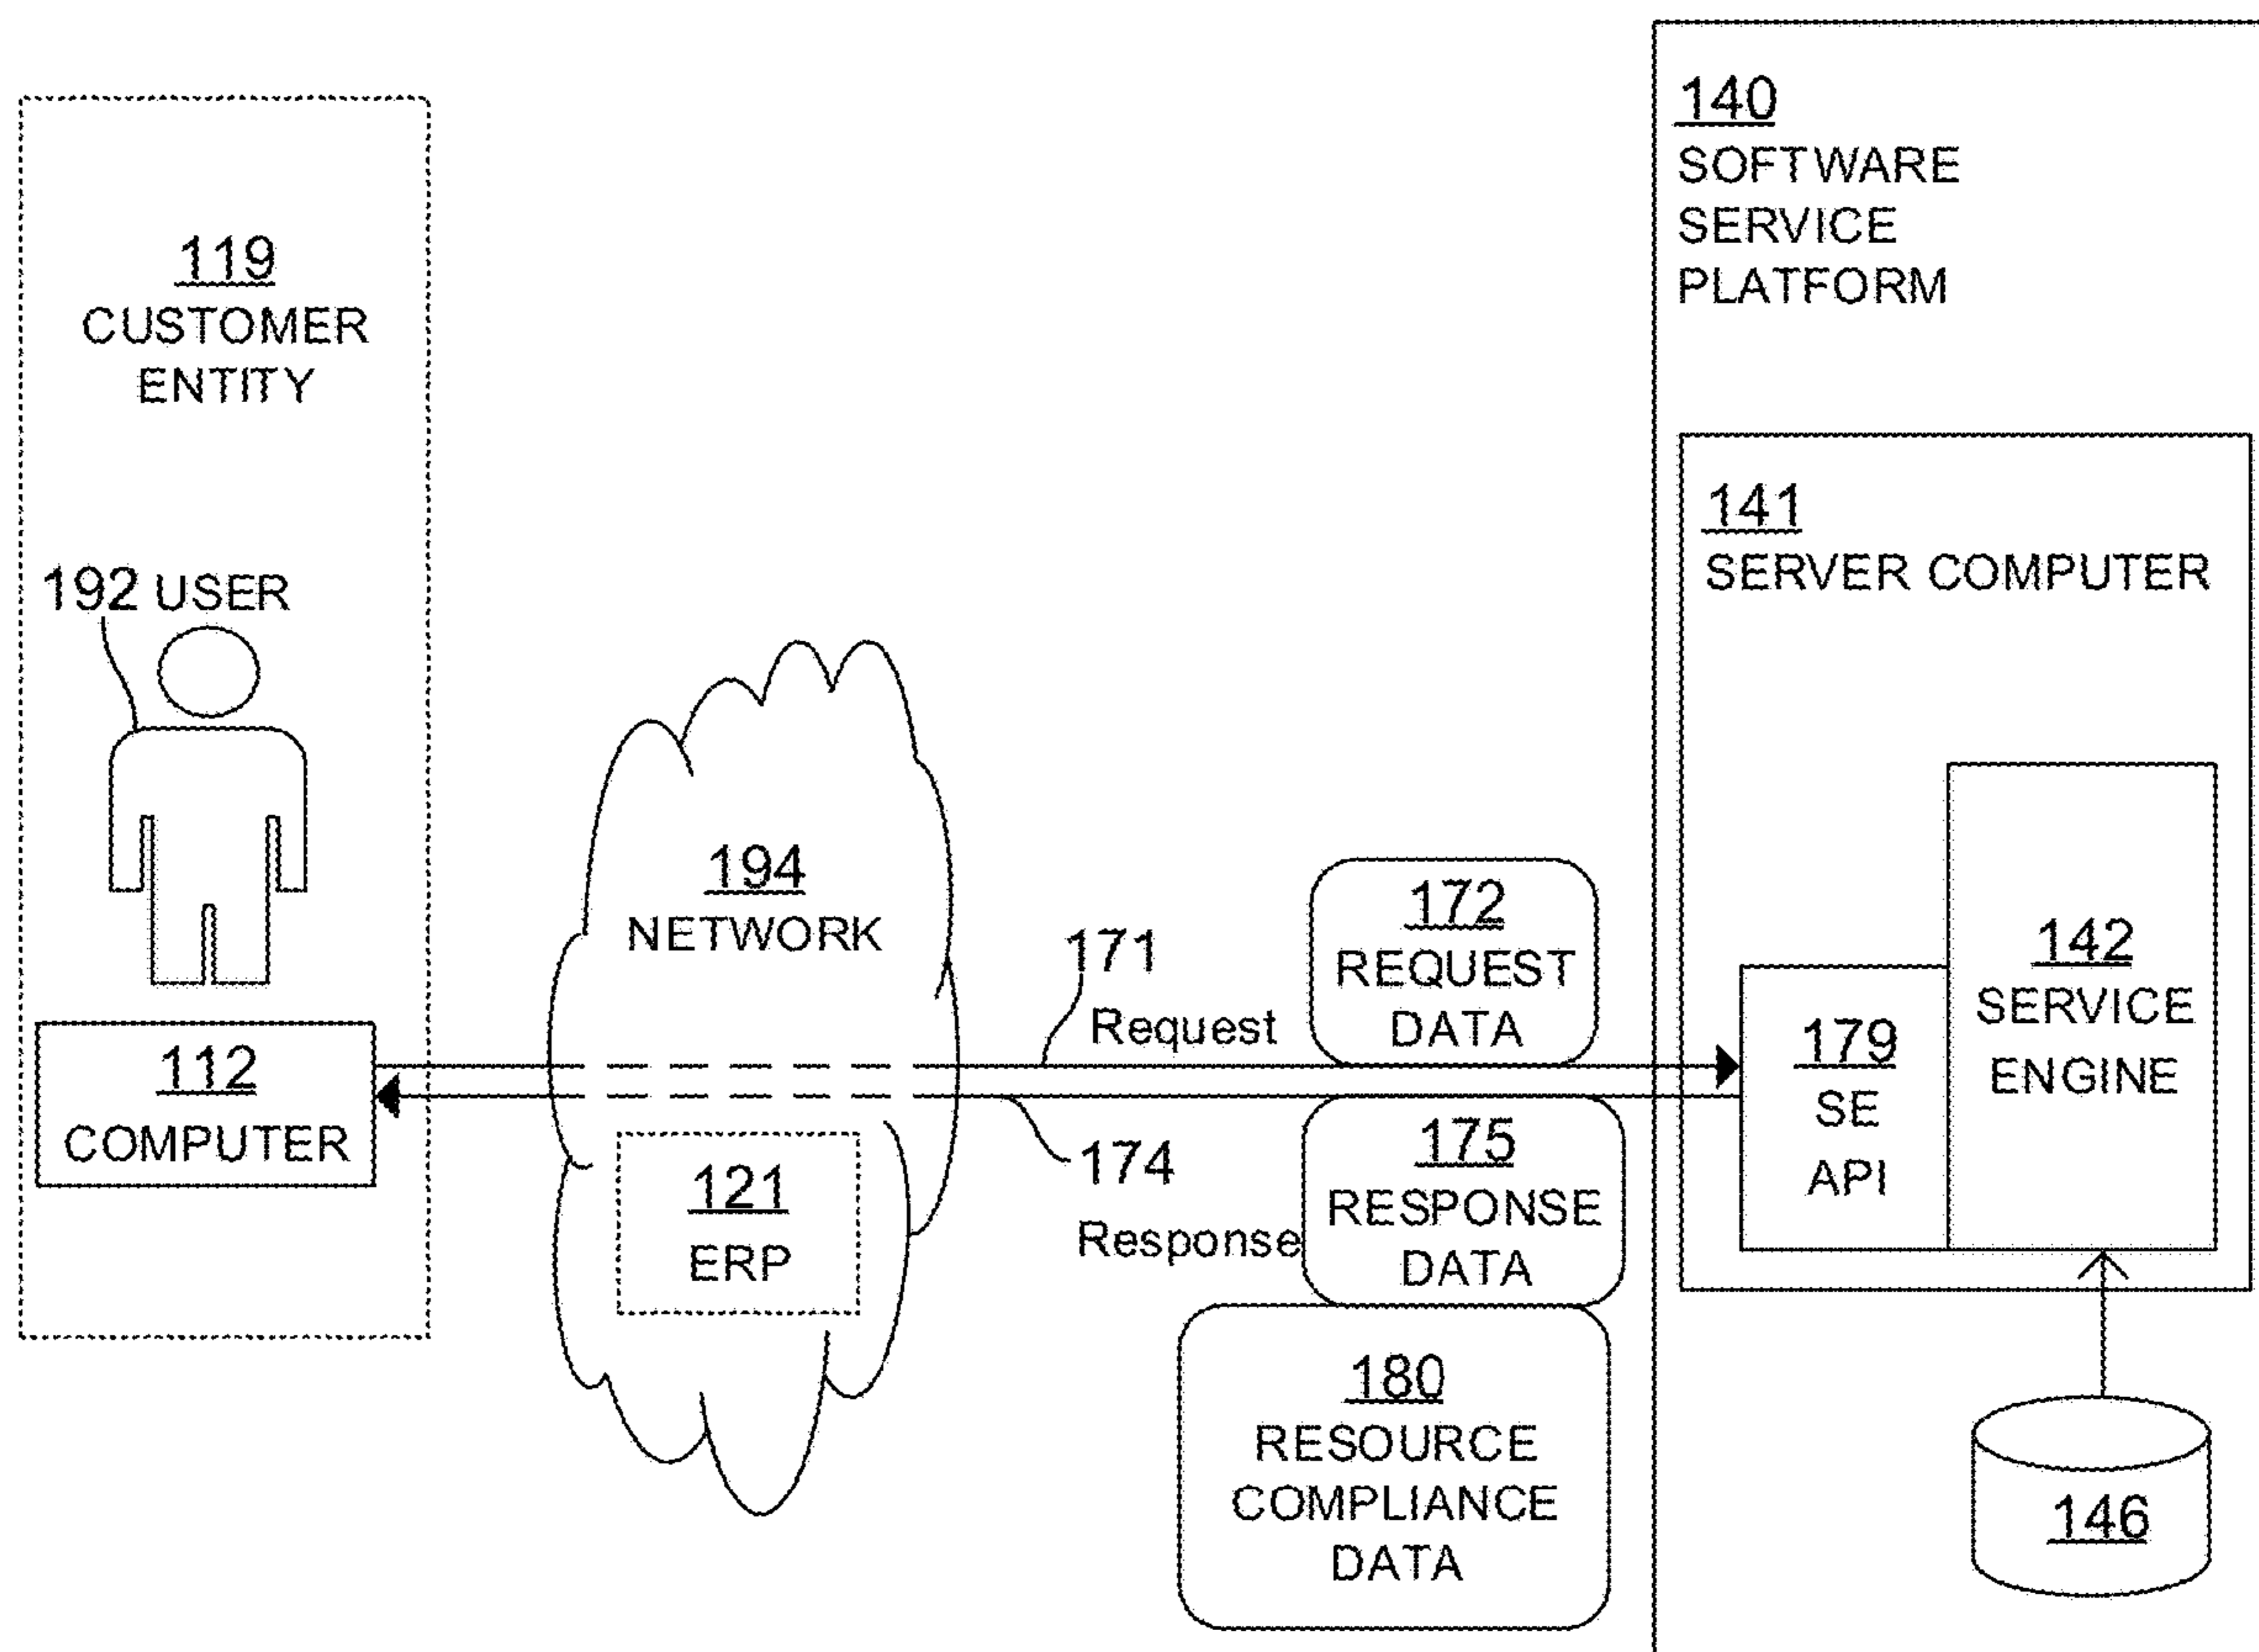 140
SOFTWARE
SERVICE
PLATFORM
119
CUSTOMER
ENTITY
141
SERVER COMPUTER
192 USER
194
NETWORK
171
Request
172
REQUEST
DATA
142
SERVICE
ENGINE
179
SE
API
112
COMPUTER
121
ERP
174
Response
175
RESPONSE
DATA
180
RESOURCE
COMPLIANCE
DATA
146